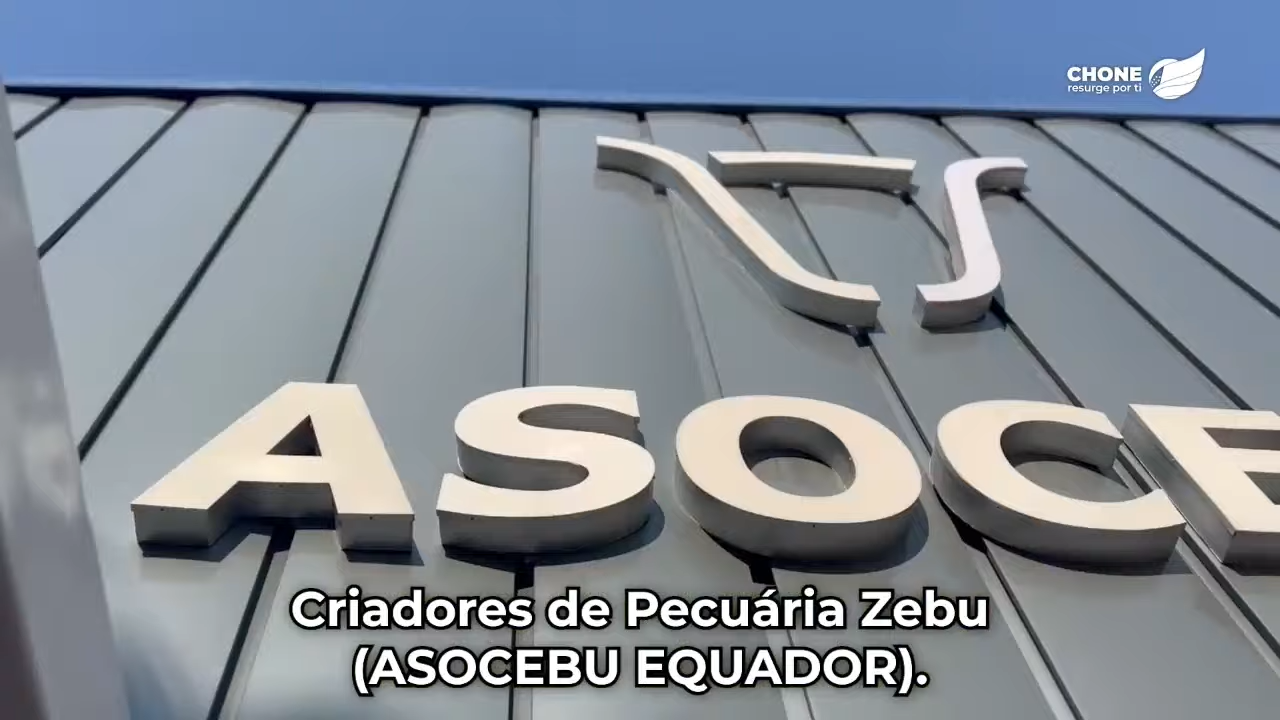 CHONE
resurge por ti
ASOCE
Criadores de Pecuária Zebu
(ASOCEBU EQUADOR).